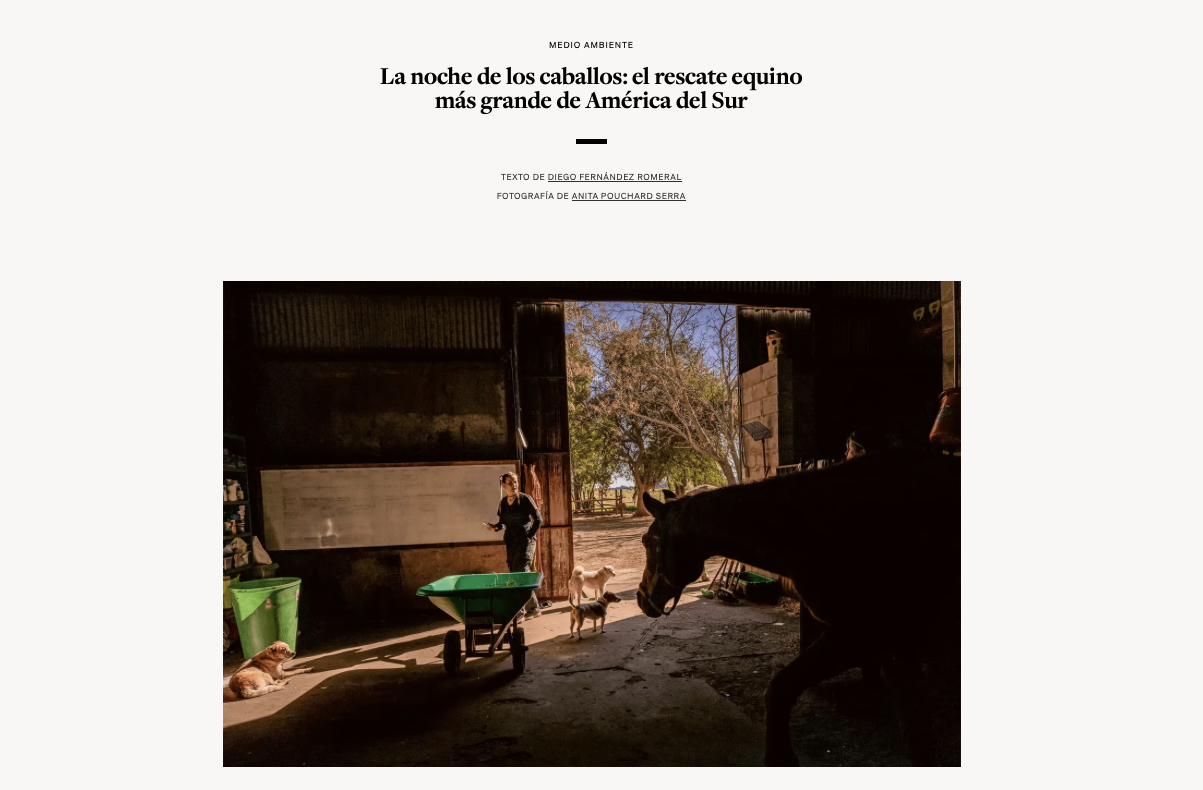 MEDIO AMBIENTE
La noche de los caballos: el rescate equino
más grande de América del Sur
TEXTO DE DIEGO FERNÁNDEZ ROMERAL
FOTOGRAFÍA DE ANITA POUCHARD SERRA